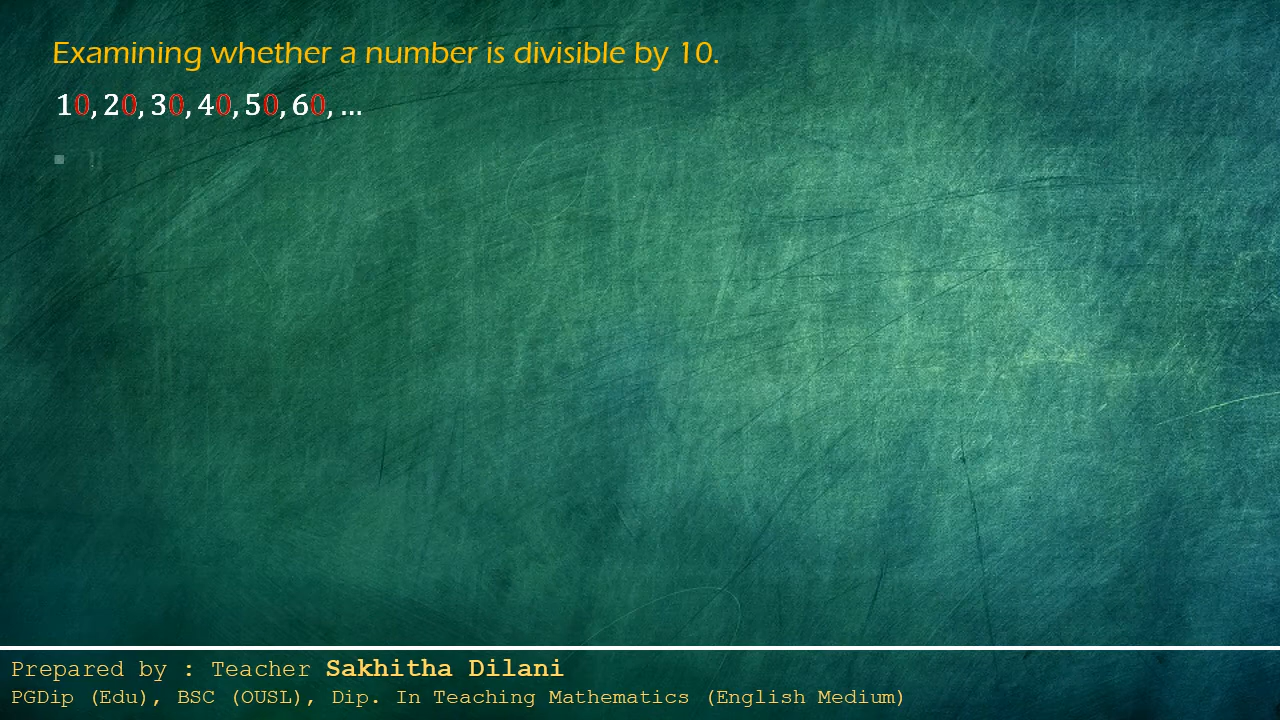 Examining whether a number is divisible by 10.
10, 20, 30, 40, 50, 60, ...
Prepared by : Teacher Sakhitha Dilani
PGDip (Edu), BSC (OUSL), Dip. In Teaching Mathematics (English Medium)